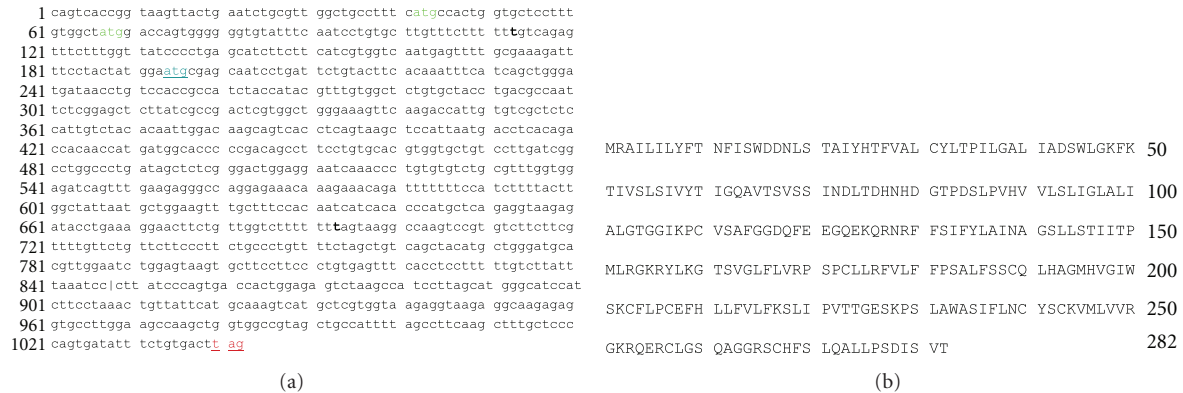 1 cagtcaccgg taagttactg aatctgcgtt ggctgccttt catgccactg gtgctccttt
61 gtggctatgg accagtgggg ggtgtatttc aatcctgtgc ttgtttcttt tttgtcagag
121 tttctttggt tatcccctga gcatcttctt catcgtggtc aatgagttttt gcgaaagatt
181 ttcctactat ggaatgcgag caatcctgat tctgtacttc acaaatttcat tcagctggga
241 tgataacctg tccaccgcca tctaccatac gtttgtggct ctgtgctacc tgacgccaat
301 tctcggagct cttatcgccg actcgtggct gggaaagttc aagaccattg tgtcgctctc
361 cattgtctac acaattggac aagcagtcac ctcagtaagc tccattaatg acctcacaga
421 ccacaaccat gatggcaccc ccgacagcct tcctgtgcac gtggtgctgt ccttgatcgg
481 cctggccctg atagctctcg ggactggagg aatcaaaccc tgtgtgtctg cgtttggtgg
541 agatcagttt gaagagggcc aggagaaaca aagaaacaga ttttttttcca tcttttactt
601 ggctattaat gctggaagtt tgctttccac aatcatcaca cccatgctca gaggtaagag
661 atacctgaaa ggaacttctg ttggtctttt tttagtaagg ccaagtccgt gtcttcttcg
721 ttttgttctg ttcttccctt ctgccctgtt ttctagctgt cagctacatg ctgggatgca
781 cgttggaatc tggagtaagt gcttccttcc ctgtgagttt cacctccttt ttgtcttatt
841 taaatcc|ctt atcccagtga ccactggaga gtctaagcca tccttagcat gggcatccat
901 cttcctaaac tgttattcat gcaaagtcat gctcgtggta agaggtaaga ggcaagagag
961 gtgccttgga agccaagctg gtggccgtag ctgccatttt agccttcaag ctttgctccc
1021 cagtgatatt tctgtgactt ag
(a)
MRAILILYFT NFISWDDNLS TAIYHTFVAL CYLTPILGAL IADSWLGKFK 50
TIVSLSIVYT IGQAVTSVSS INDLTDHNHD GTPDSLPVHV VLSLIGLALI 100
ALGTGGIKPC VSAFGGDQFE EGQEKQRNRF FSIFYLAINA GSLLSTIITP 150
MLRGKRYLKG TSVGLFLVRP SPCLLRFVLF FPSALFSSCQ LHAGMHVGIW 200
SKCFLPCEFH LLFVLFKSLI PVTTGESKPS LAWASIFLNC YSCKVMLVVR 250
GKRQERCLGS QAGGRSCHFS LQALLPSDIS VT 282
(b)